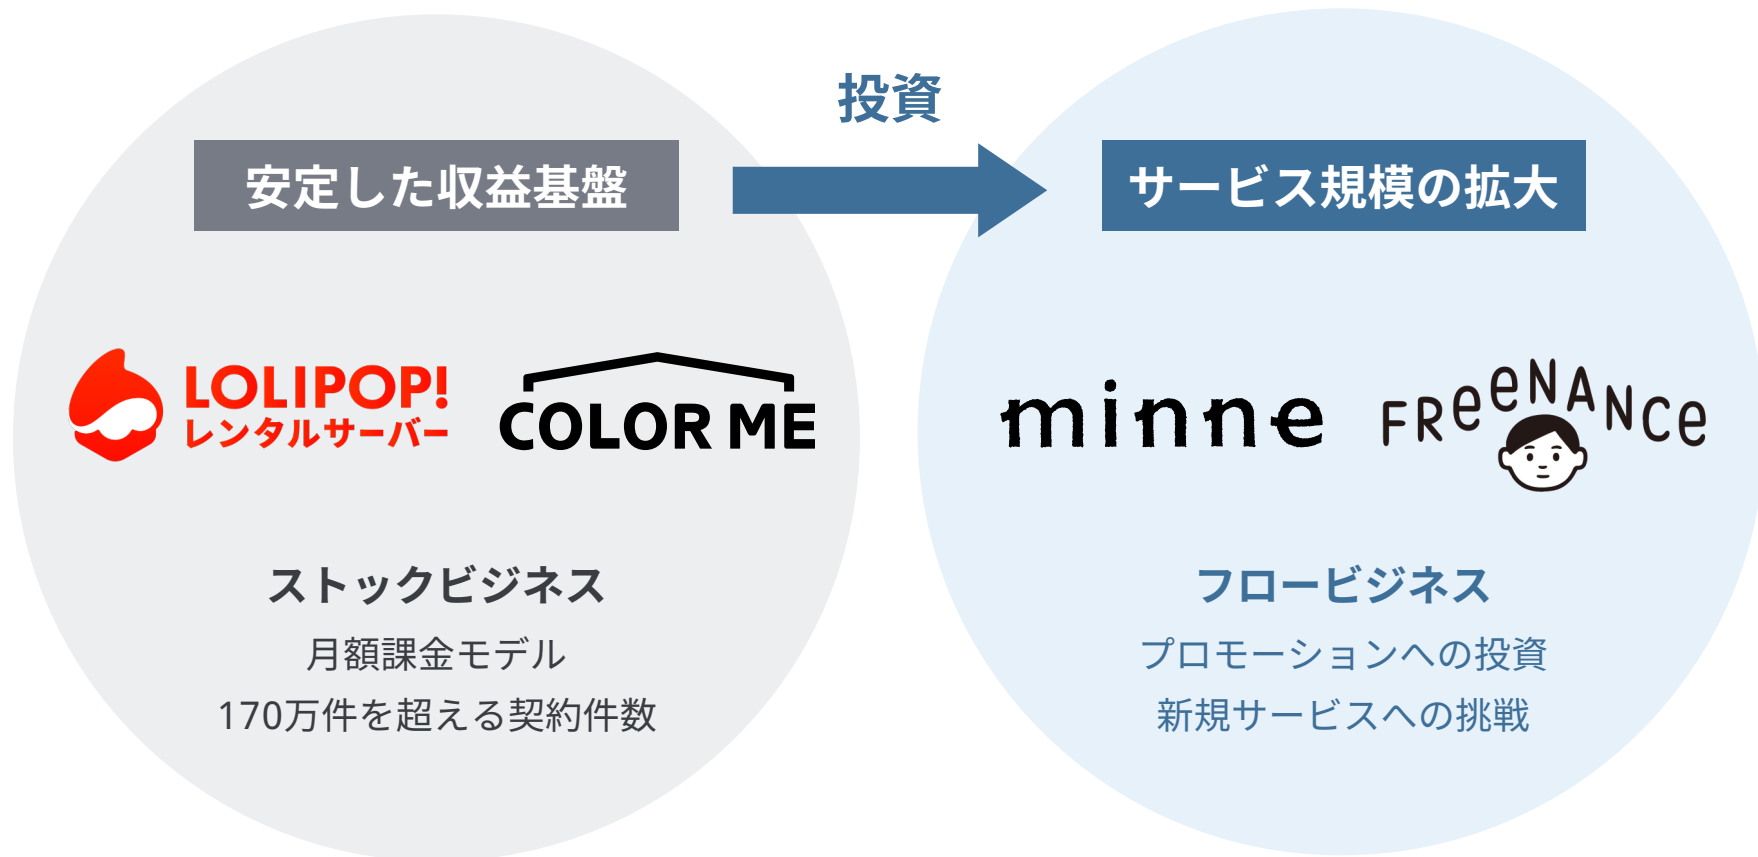 投資
安定した収益基盤
サービス規模の拡大
LOLIPOP!
レンタルサーバー
COLOR ME
minne
FReeNANce
ストックビジネス
月額課金モデル
170万件を超える契約件数
フロービジネス
プロモーションへの投資
新規サービスへの挑戦